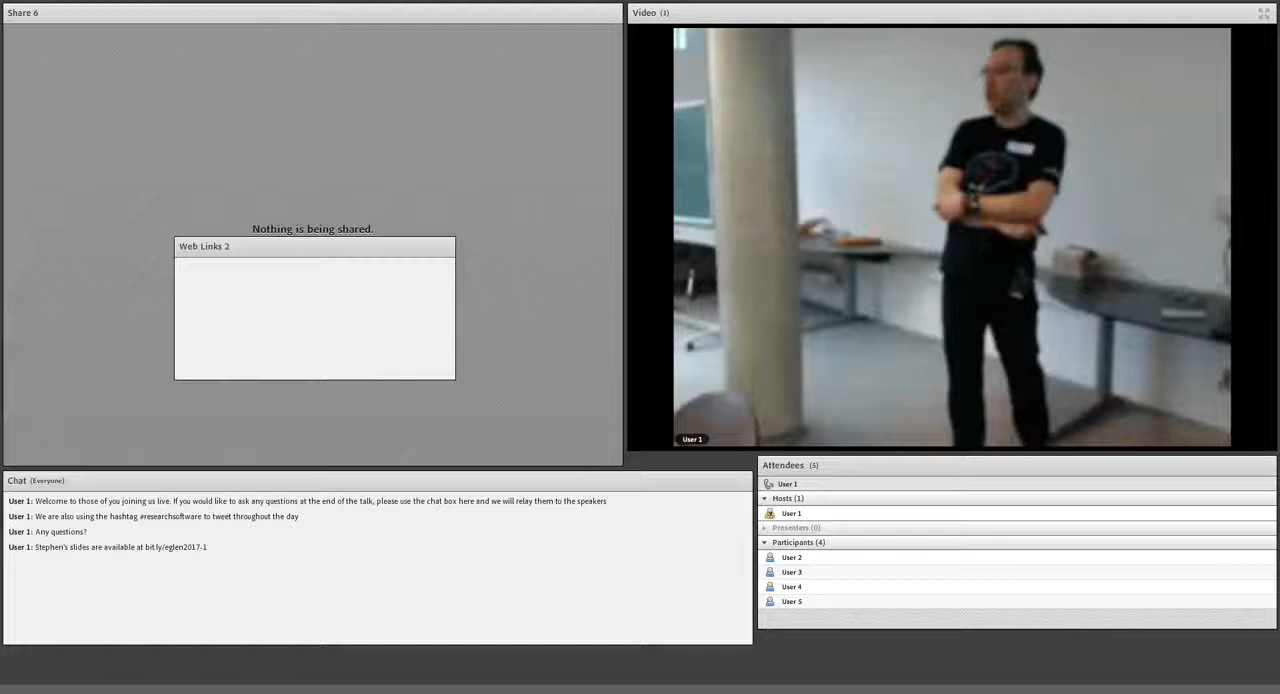 Share 6
Nothing is being shared.
Web Links 2
Video (1)
User 1
Chat (Everyone)
User 1: Welcome to those of you joining us live. If you would like to ask any questions at the end of the talk, please use the chat box here and we will relay them to the speakers
User 1: We are also using the hashtag #researchsoftware to tweet throughout the day
User 1: Any questions?
User 1: Stephen's slides are available at bit.ly/eglen2017-1
Attendees (5)
User 1
Hosts (1)
User 1
Presenters (0)
Participants (4)
User 2
User 3
User 4
User 5